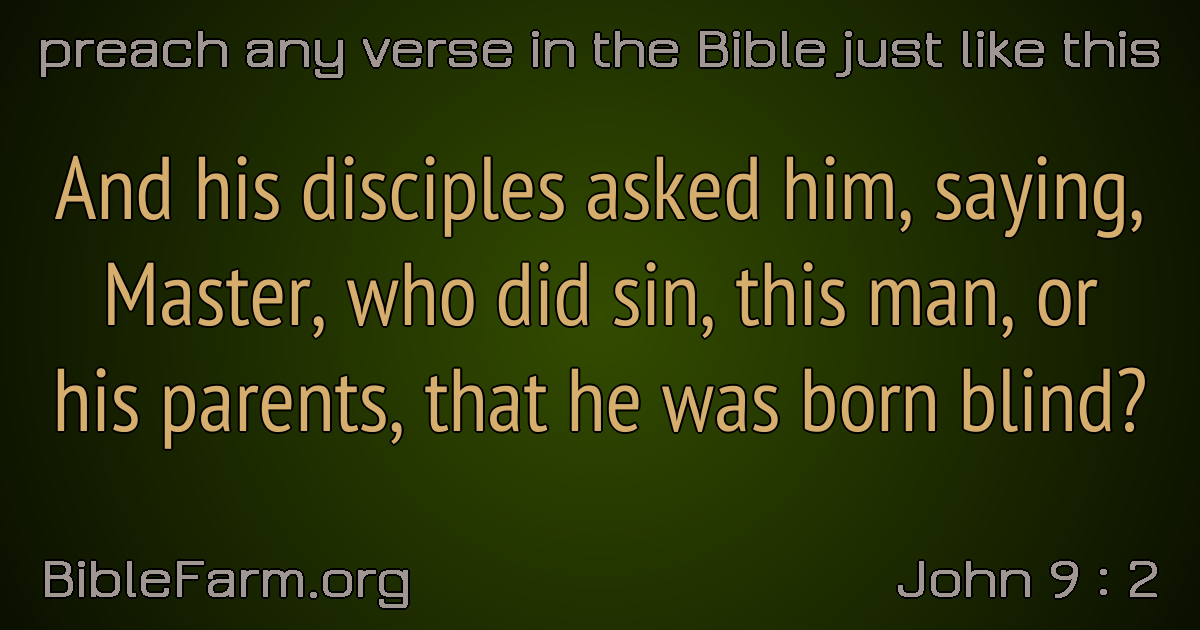 preach any verse in the Bible just like this
And his disciples asked him, saying,
Master, who did sin, this man, or
his parents, that he was born blind?
BibleFarm.org
John 9 : 2